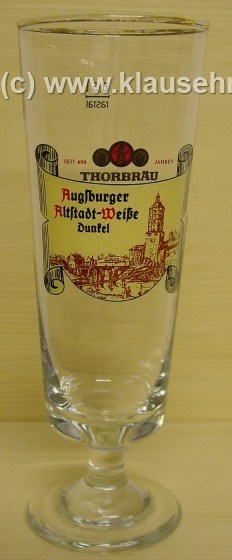 (c) www.klausehr
SEIT 400 JAHREN
THORBRÄU
Augſburger
Altſtadt-Weiße
Dunkel